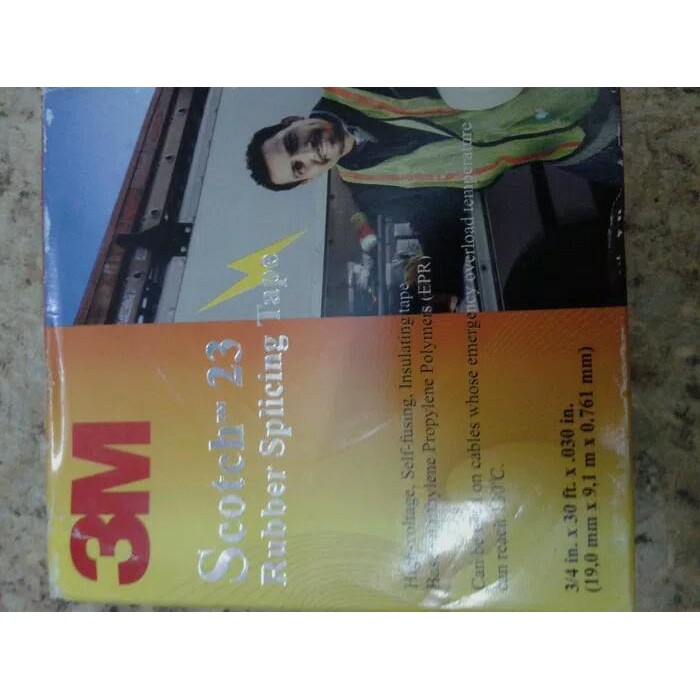 3M
Scotch™ 23
Rubber Splicing Tape
High-voltage, Self-fusing, Insulating tape
Based Ethylene Propylene Polymers (EPR)
Can be used on cables whose emergency overload temperature
can reach 130°C.
3/4 in. x 30 ft. x .030 in.
(19,0 mm x 9,1 m x 0,761 mm)